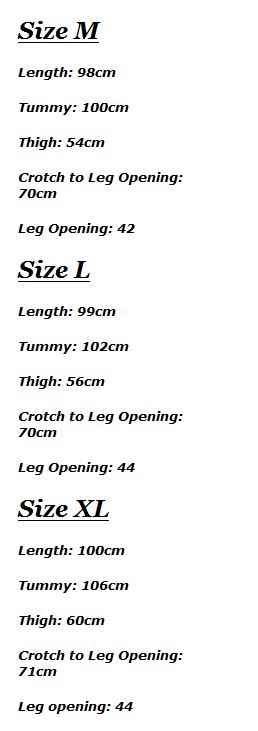 Size M
Length: 98cm
Tummy: 100cm
Thigh: 54cm
Crotch to Leg Opening:
70cm
Leg Opening: 42
Size L
Length: 99cm
Tummy: 102cm
Thigh: 56cm
Crotch to Leg Opening:
70cm
Leg Opening: 44
Size XL
Length: 100cm
Tummy: 106cm
Thigh: 60cm
Crotch to Leg Opening:
71cm
Leg opening: 44